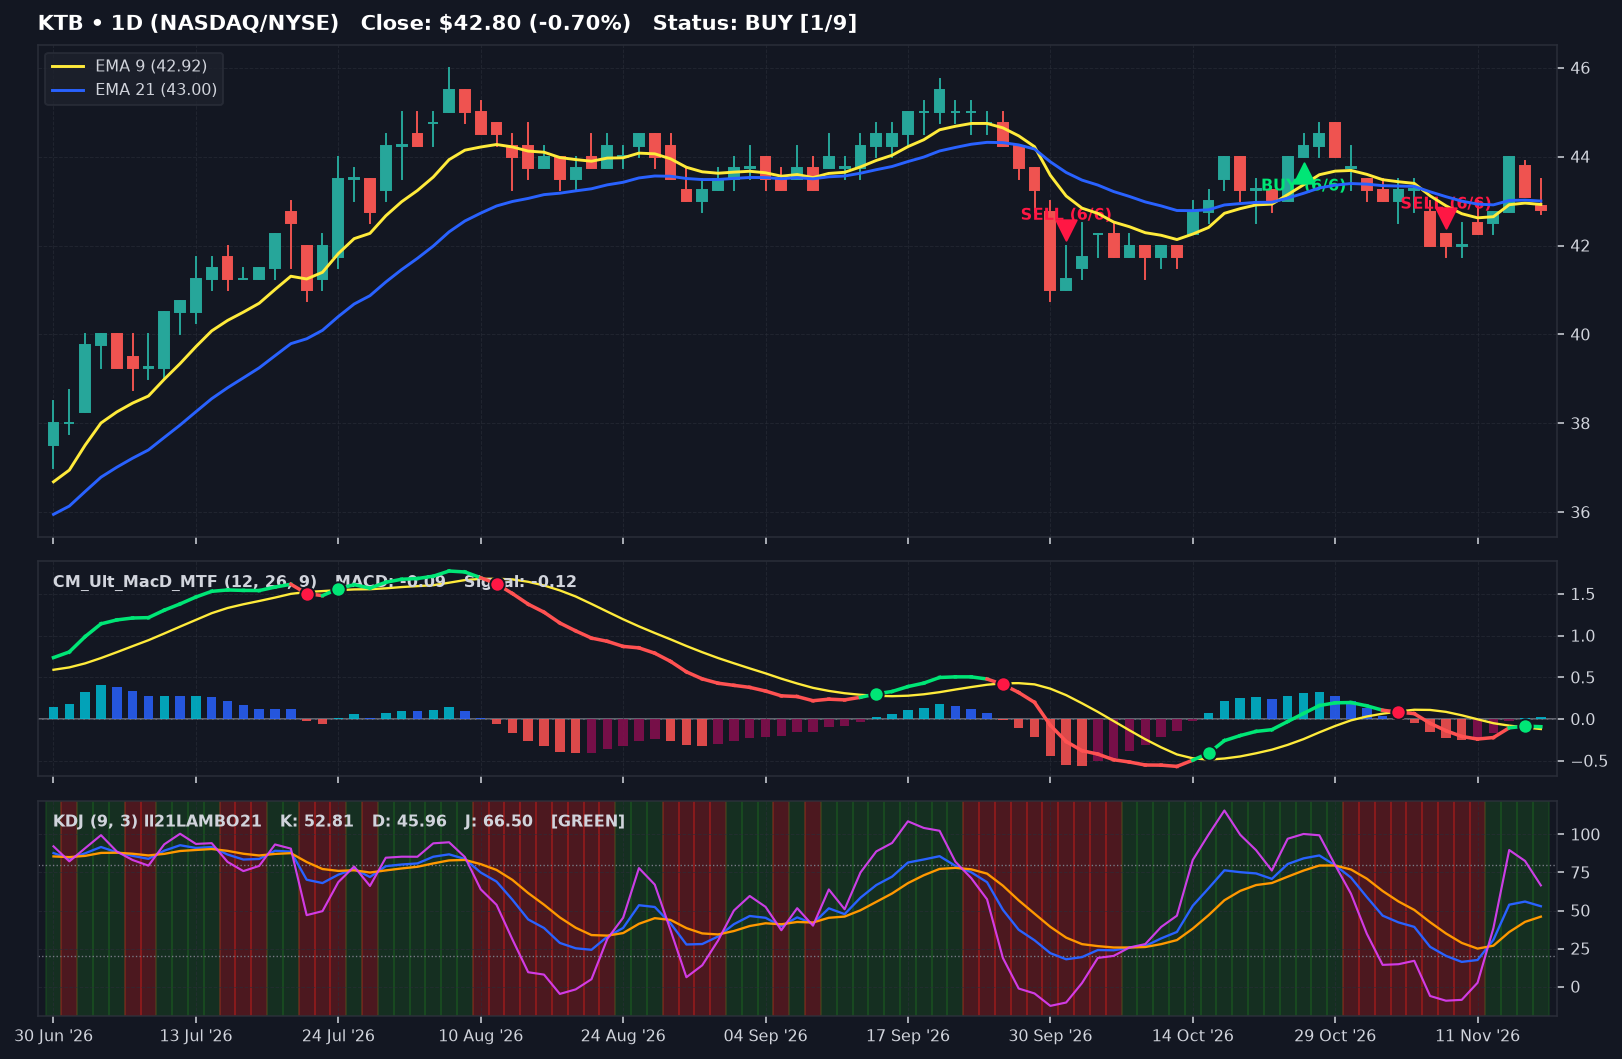 KTB • 1D (NASDAQ/NYSE)   Close: $42.80 (-0.70%)   Status: BUY [1/9]
EMA 9 (42.92)
EMA 21 (43.00)
46
44
42
40
38
36
SELL (6/6)
BUY (6/6)
SELL (6/6)
CM_Ult_MacD_MTF (12, 26, 9)   MACD: -0.09   Signal: -0.12
1.5
1.0
0.5
0.0
−0.5
KDJ (9, 3) II21LAMBO21   K: 52.81   D: 45.96   J: 66.50   [GREEN]
100
75
50
25
0
30 Jun '26
13 Jul '26
24 Jul '26
10 Aug '26
24 Aug '26
04 Sep '26
17 Sep '26
30 Sep '26
14 Oct '26
29 Oct '26
11 Nov '26